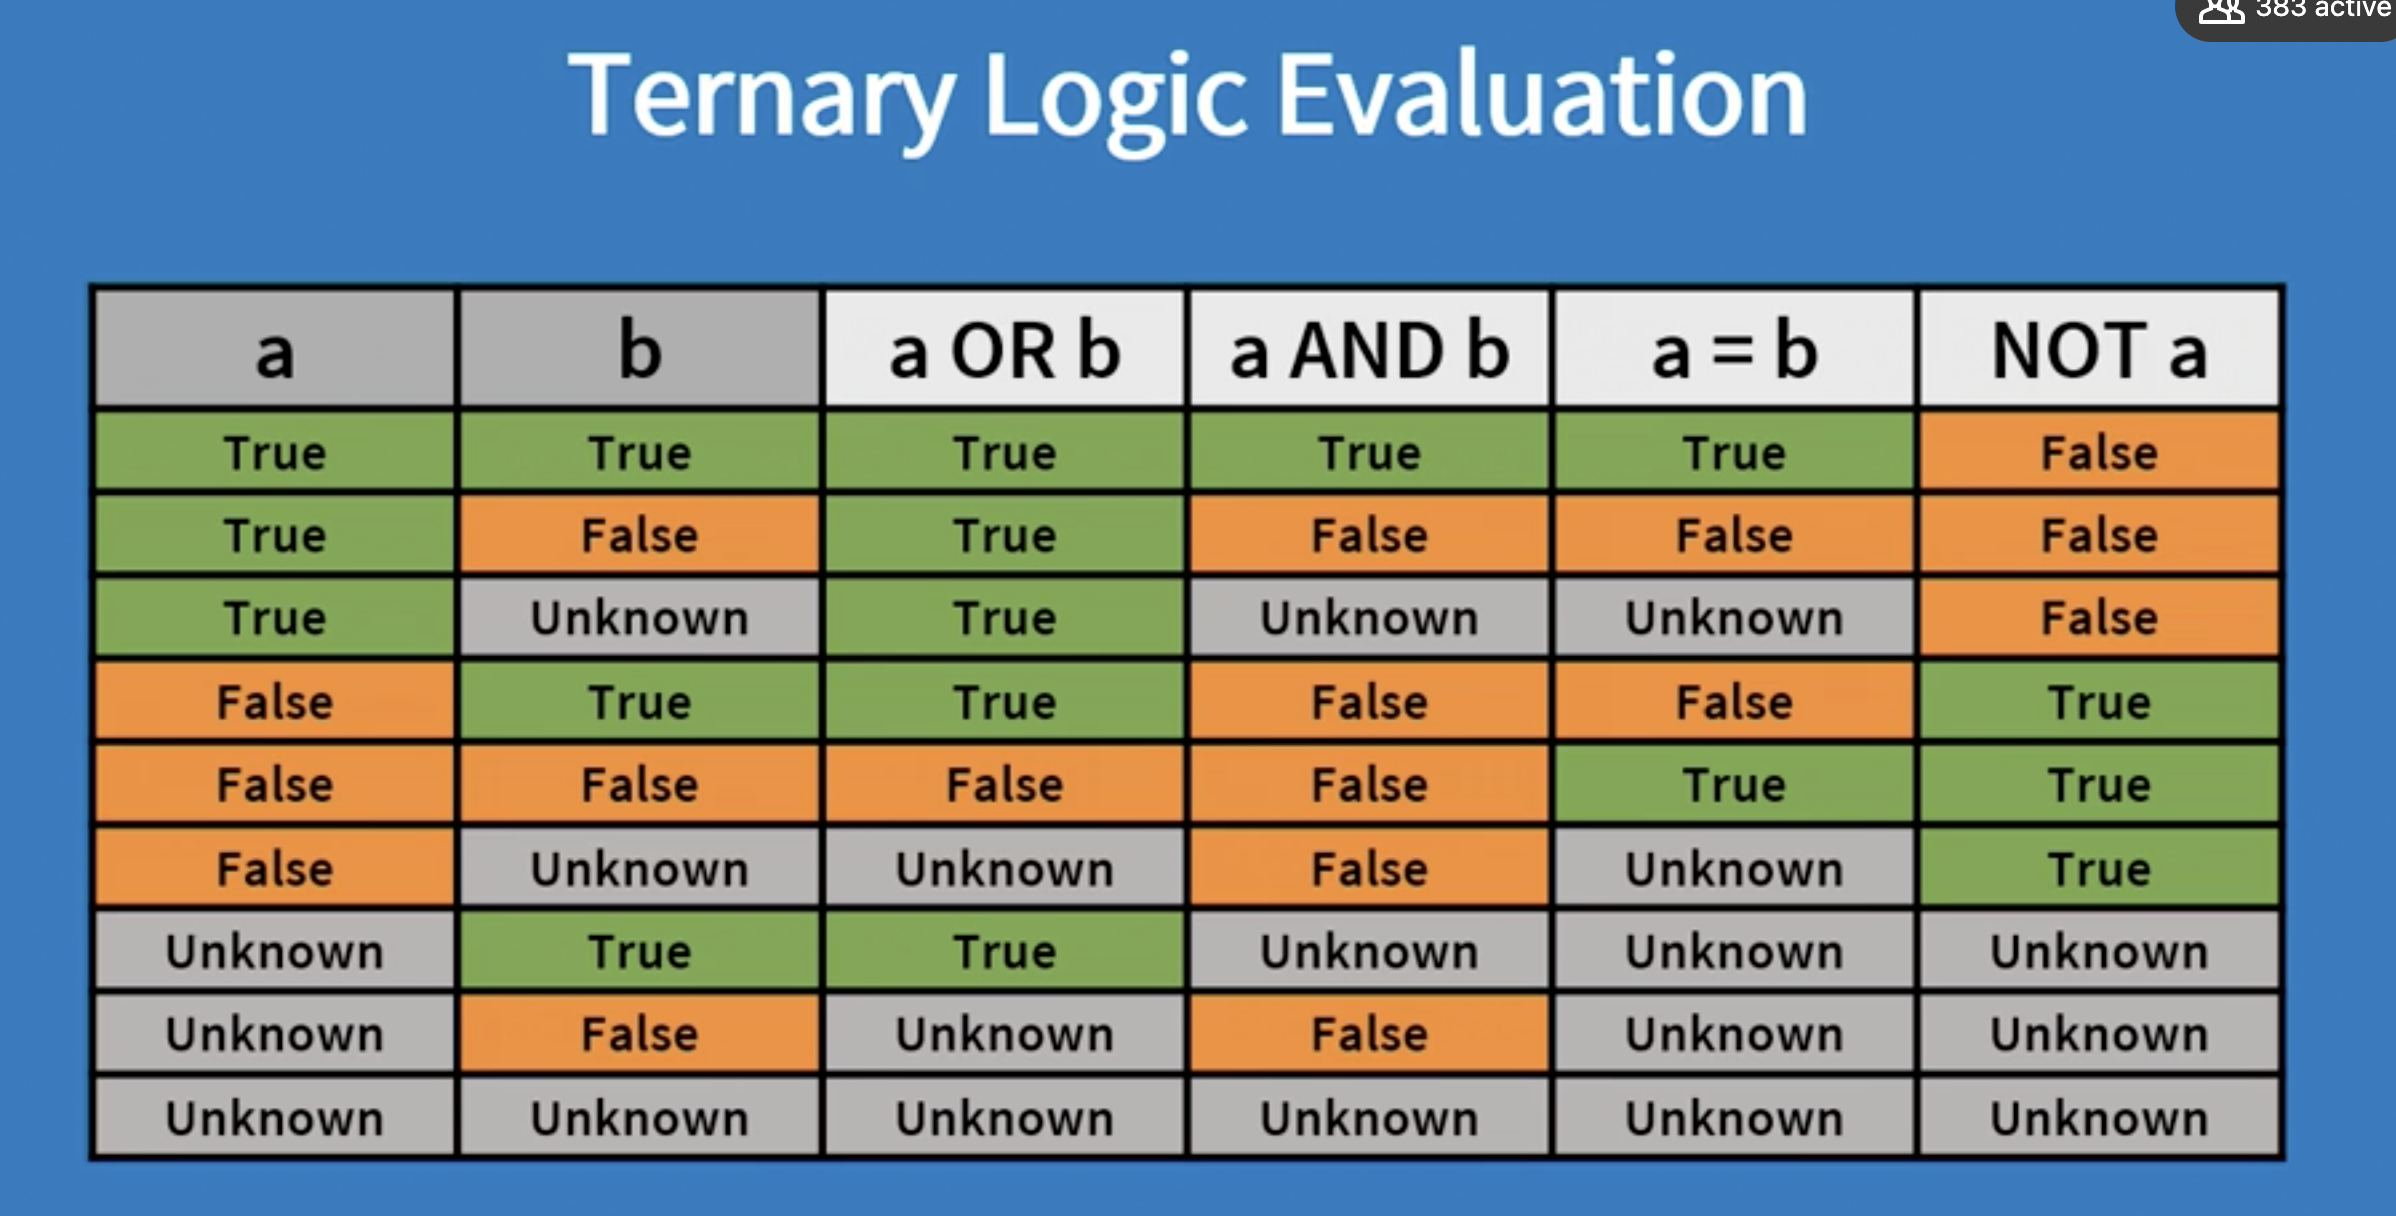 383 active
Ternary Logic Evaluation
a b a OR b a AND b a = b NOT a
True True True True True False
True False True False False False
True Unknown True Unknown Unknown False
False True True False False True
False False False False True True
False Unknown Unknown False Unknown True
Unknown True True Unknown Unknown Unknown
Unknown False Unknown False Unknown Unknown
Unknown Unknown Unknown Unknown Unknown Unknown